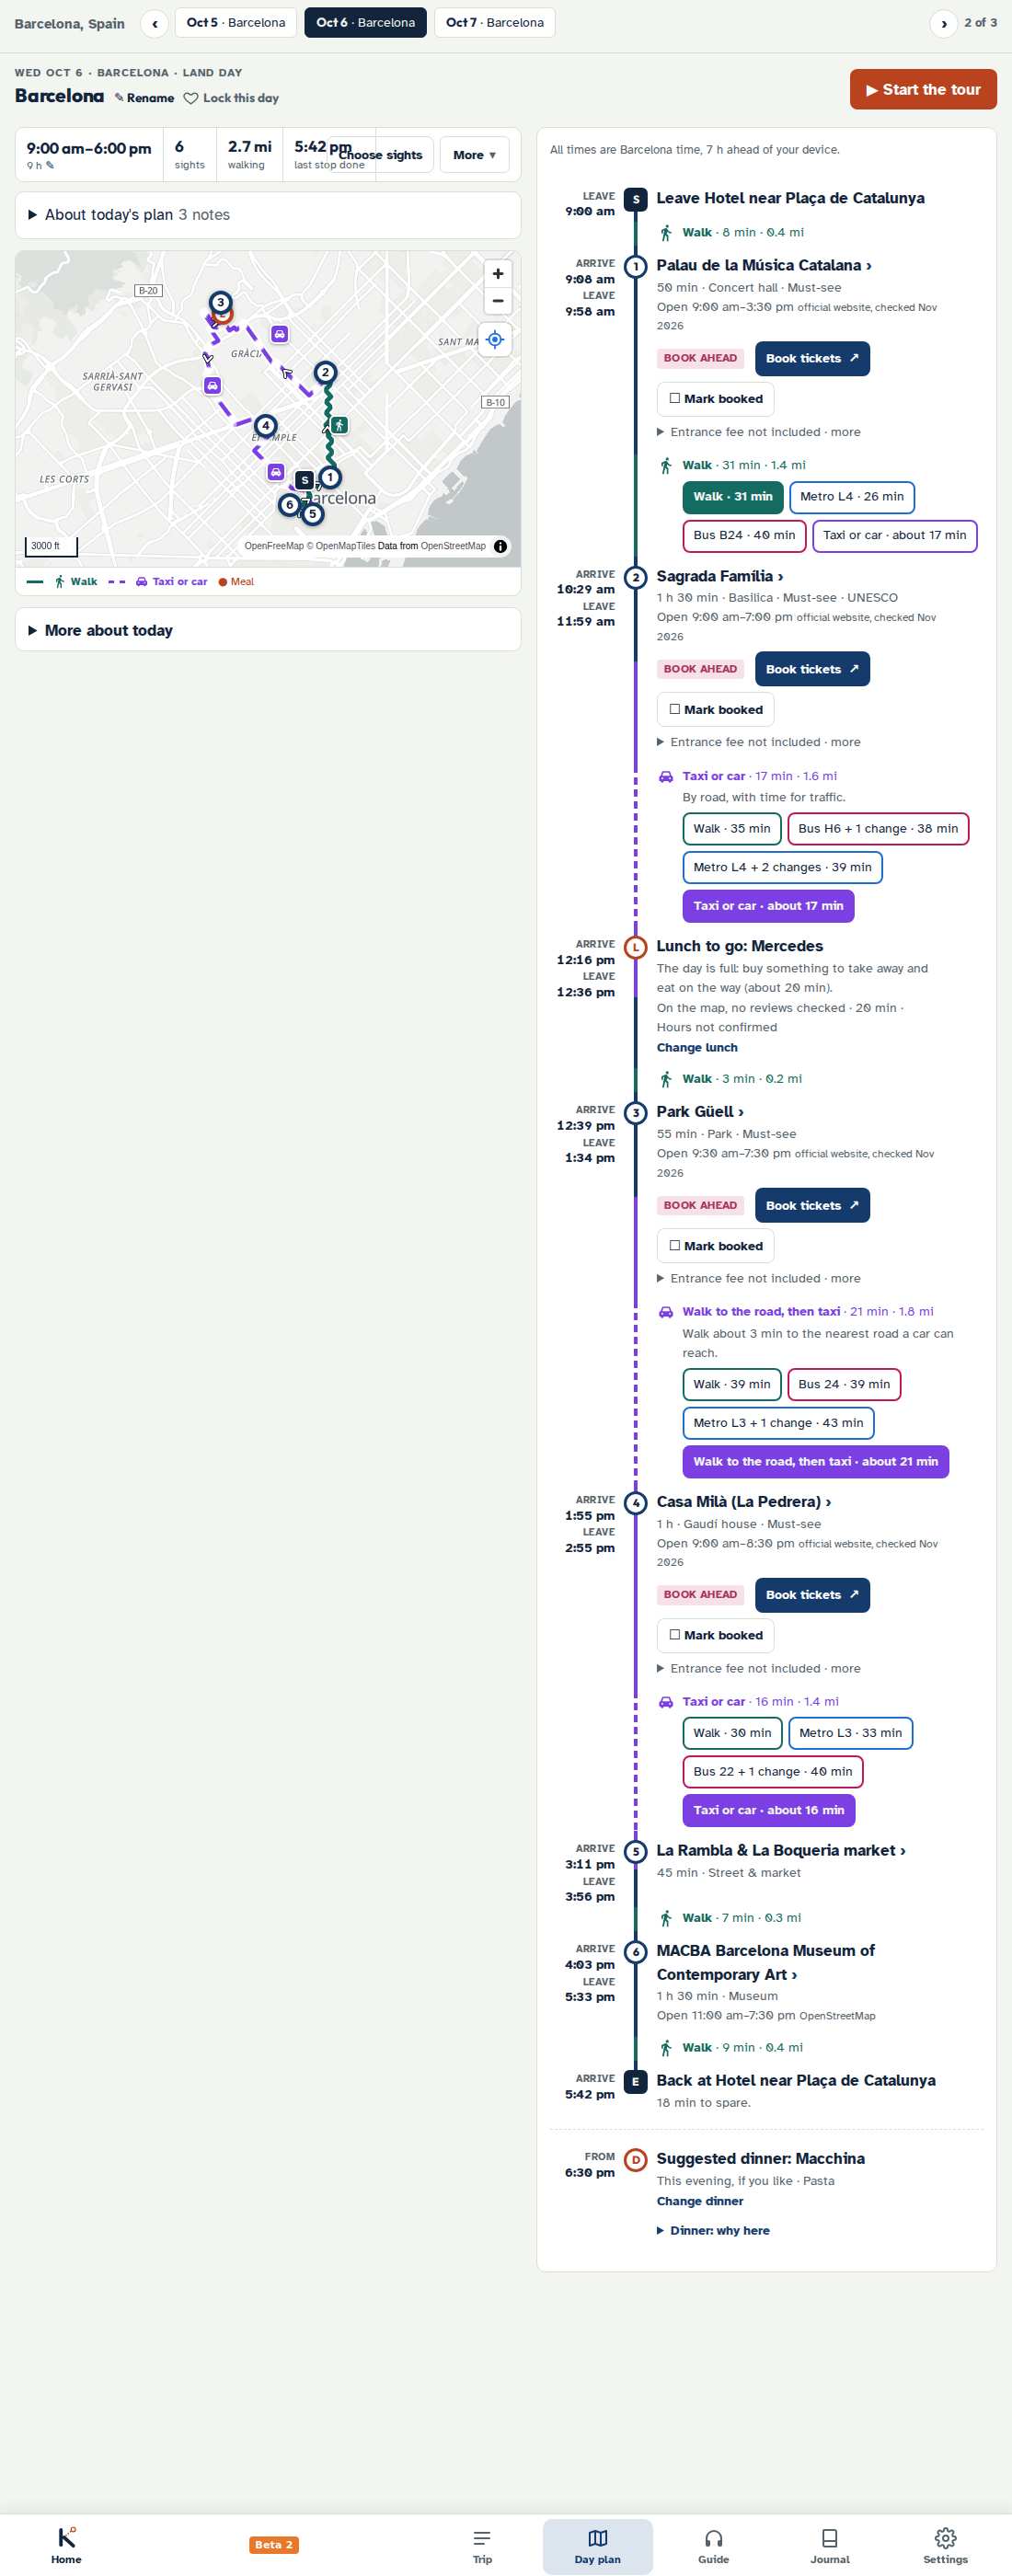 Barcelona, Spain
‹
Oct 5 · Barcelona
Oct 6 · Barcelona
Oct 7 · Barcelona
›
2 of 3
WED OCT 6 · BARCELONA · LAND DAY
Barcelona ✎ Rename Lock this day
▶ Start the tour
9:00 am–6:00 pm
9 h ✎
6
sights
2.7 mi
walking
5:42 pm
last stop done
Choose sights
More ▾
▶ About today's plan 3 notes
B-20
3
GRÀCI
SANT MA
SARRIÀ-SANT
GERVASI
2
B-10
4
LES CORTS
S
1
arcelona
6
5
+
−
3000 ft
OpenFreeMap © OpenMapTiles Data from OpenStreetMap
Walk
Taxi or car
Meal
▶ More about today
All times are Barcelona time, 7 h ahead of your device.
LEAVE
9:00 am
S
Leave Hotel near Plaça de Catalunya
Walk · 8 min · 0.4 mi
ARRIVE
9:08 am
LEAVE
9:58 am
1
Palau de la Música Catalana ›
50 min · Concert hall · Must-see
Open 9:00 am–3:30 pm official website, checked Nov
2026
BOOK AHEAD
Book tickets ↗
☐ Mark booked
▶ Entrance fee not included · more
Walk · 31 min · 1.4 mi
Walk · 31 min
Metro L4 · 26 min
Bus B24 · 40 min
Taxi or car · about 17 min
ARRIVE
10:29 am
LEAVE
11:59 am
2
Sagrada Família ›
1 h 30 min · Basilica · Must-see · UNESCO
Open 9:00 am–7:00 pm official website, checked Nov
2026
BOOK AHEAD
Book tickets ↗
☐ Mark booked
▶ Entrance fee not included · more
Taxi or car · 17 min · 1.6 mi
By road, with time for traffic.
Walk · 35 min
Bus H6 + 1 change · 38 min
Metro L4 + 2 changes · 39 min
Taxi or car · about 17 min
ARRIVE
12:16 pm
LEAVE
12:36 pm
L
Lunch to go: Mercedes
The day is full: buy something to take away and
eat on the way (about 20 min).
On the map, no reviews checked · 20 min ·
Hours not confirmed
Change lunch
Walk · 3 min · 0.2 mi
ARRIVE
12:39 pm
LEAVE
1:34 pm
3
Park Güell ›
55 min · Park · Must-see
Open 9:30 am–7:30 pm official website, checked Nov
2026
BOOK AHEAD
Book tickets ↗
☐ Mark booked
▶ Entrance fee not included · more
Walk to the road, then taxi · 21 min · 1.8 mi
Walk about 3 min to the nearest road a car can
reach.
Walk · 39 min
Bus 24 · 39 min
Metro L3 + 1 change · 43 min
Walk to the road, then taxi · about 21 min
ARRIVE
1:55 pm
LEAVE
2:55 pm
4
Casa Milà (La Pedrera) ›
1 h · Gaudí house · Must-see
Open 9:00 am–8:30 pm official website, checked Nov
2026
BOOK AHEAD
Book tickets ↗
☐ Mark booked
▶ Entrance fee not included · more
Taxi or car · 16 min · 1.4 mi
Walk · 30 min
Metro L3 · 33 min
Bus 22 + 1 change · 40 min
Taxi or car · about 16 min
ARRIVE
3:11 pm
LEAVE
3:56 pm
5
La Rambla & La Boqueria market ›
45 min · Street & market
Walk · 7 min · 0.3 mi
ARRIVE
4:03 pm
LEAVE
5:33 pm
6
MACBA Barcelona Museum of
Contemporary Art ›
1 h 30 min · Museum
Open 11:00 am–7:30 pm OpenStreetMap
Walk · 9 min · 0.4 mi
ARRIVE
5:42 pm
E
Back at Hotel near Plaça de Catalunya
18 min to spare.
FROM
6:30 pm
D
Suggested dinner: Macchina
This evening, if you like · Pasta
Change dinner
▶ Dinner: why here
Home
Beta 2
Trip
Day plan
Guide
Journal
Settings